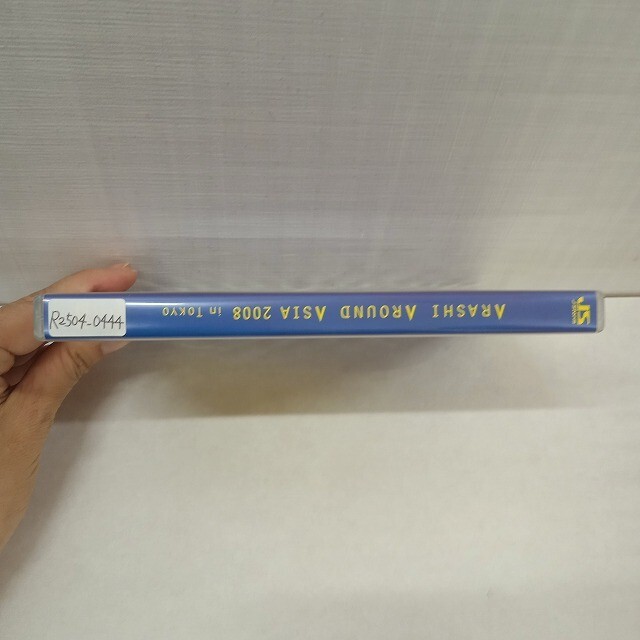 R2504-0444
ARASHI AROUND ASIA 2008 in TOKYO